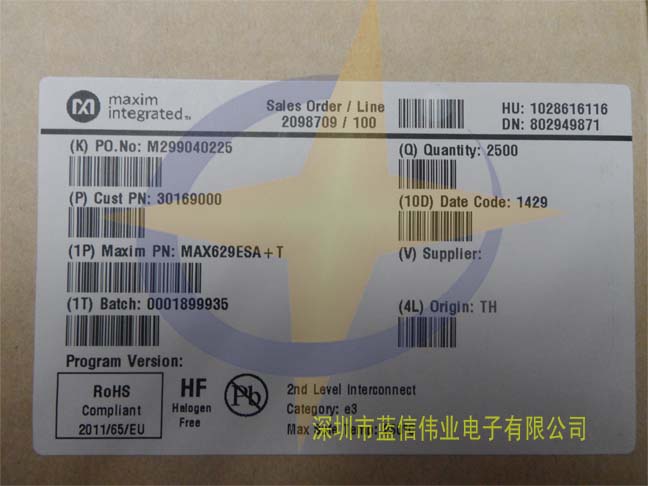 maxim
integrated™
Sales Order / Line
2098709 / 100
HU: 1028616116
DN: 802949871
(K) PO.No: M299040225
(Q) Quantity: 2500
(P) Cust PN: 30169000
(10D) Date Code: 1429
(1P) Maxim PN: MAX629ESA+T
(V) Supplier:
(1T) Batch: 0001899935
(4L) Origin: TH
Program Version:
RoHS
Compliant
2011/65/EU
HF
Halogen
Free
Pb
2nd Level Interconnect
Category: e3
Max
深圳市蓝信伟业电子有限公司